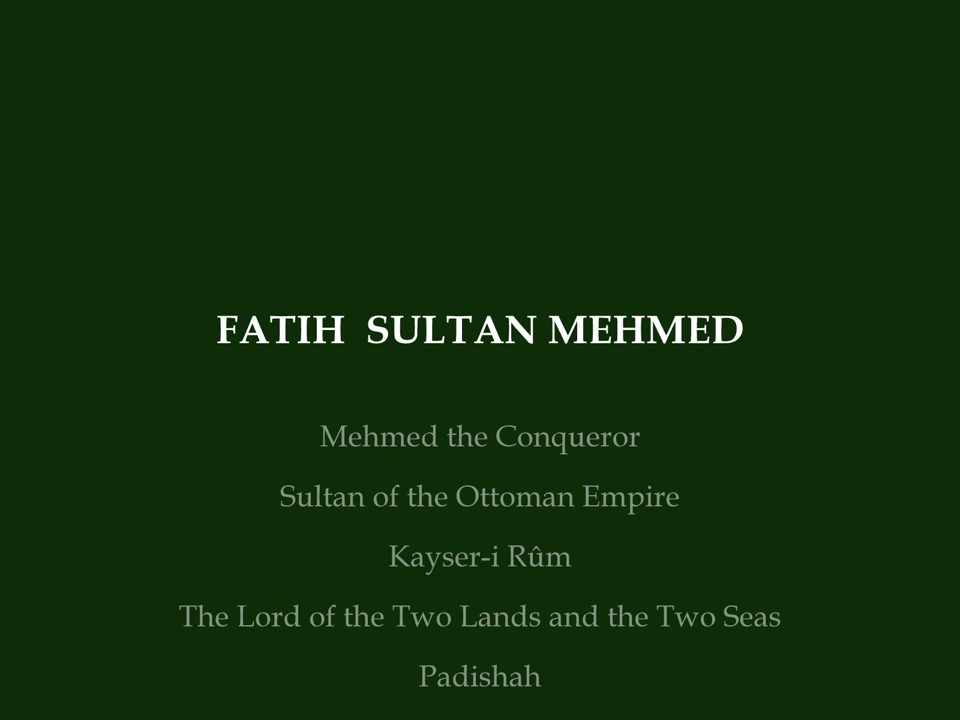 FATIH  SULTAN MEHMED
Mehmed the Conqueror
Sultan of the Ottoman Empire
Kayser-i Rûm
The Lord of the Two Lands and the Two Seas
Padishah